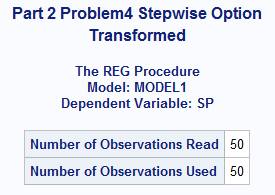 Part 2 Problem4 Stepwise Option
Transformed
The REG Procedure
Model: MODEL1
Dependent Variable: SP
Number of Observations Read 50
Number of Observations Used 50